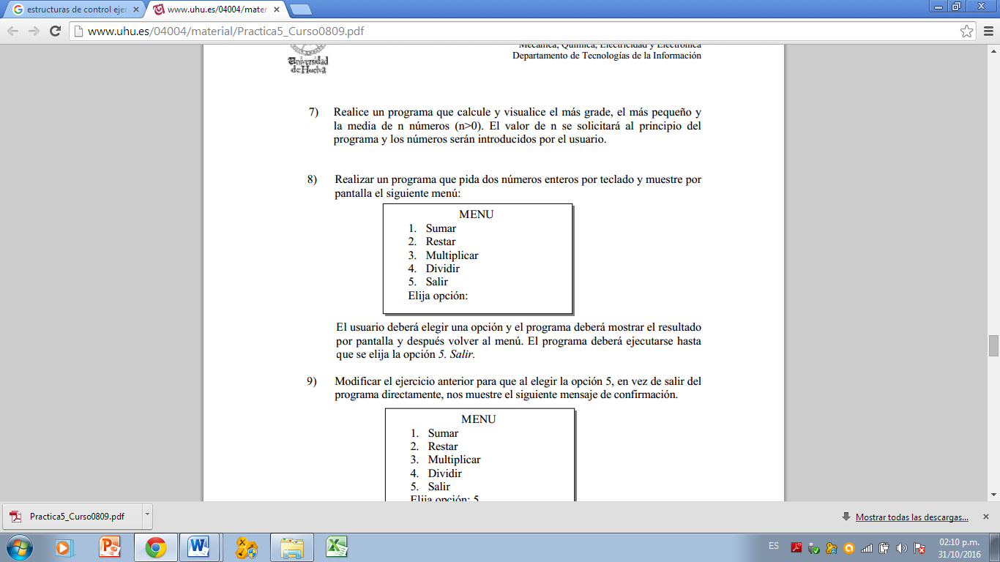 estructuras de control ejer
www.uhu.es/04004/mater
www.uhu.es/04004/material/Practica5_Curso0809.pdf
Universidad
de Huelva
Mecánica, Química, Electricidad y Electrónica
Departamento de Tecnologías de la Información
7) Realice un programa que calcule y visualice el más grade, el más pequeño y
la media de n números (n>0). El valor de n se solicitará al principio del
programa y los números serán introducidos por el usuario.
8) Realizar un programa que pida dos números enteros por teclado y muestre por
pantalla el siguiente menú:
MENU
1. Sumar
2. Restar
3. Multiplicar
4. Dividir
5. Salir
Elija opción:
El usuario deberá elegir una opción y el programa deberá mostrar el resultado
por pantalla y después volver al menú. El programa deberá ejecutarse hasta
que se elija la opción 5. Salir.
9) Modificar el ejercicio anterior para que al elegir la opción 5, en vez de salir del
programa directamente, nos muestre el siguiente mensaje de confirmación.
MENU
1. Sumar
2. Restar
3. Multiplicar
4. Dividir
5. Salir
Elija opción: 5
Practica5_Curso0809.pdf
Mostrar todas las descargas...
ES
02:10 p.m.
31/10/2016